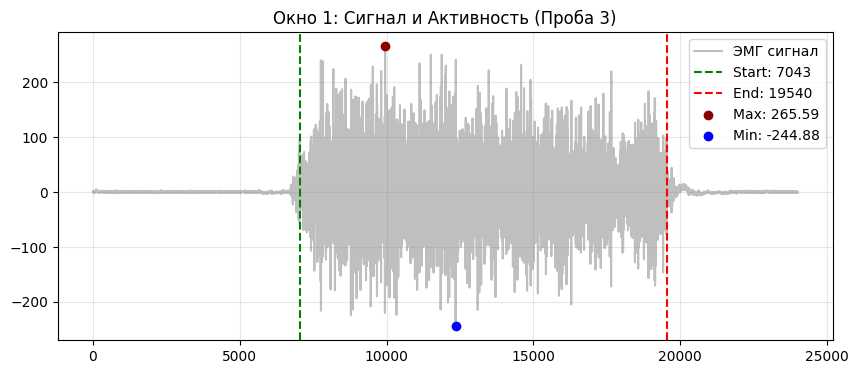 Окно 1: Сигнал и Активность (Проба 3)
ЭМГ сигнал
Start: 7043
End: 19540
Max: 265.59
Min: -244.88
200
100
0
−100
−200
0
5000
10000
15000
20000
25000